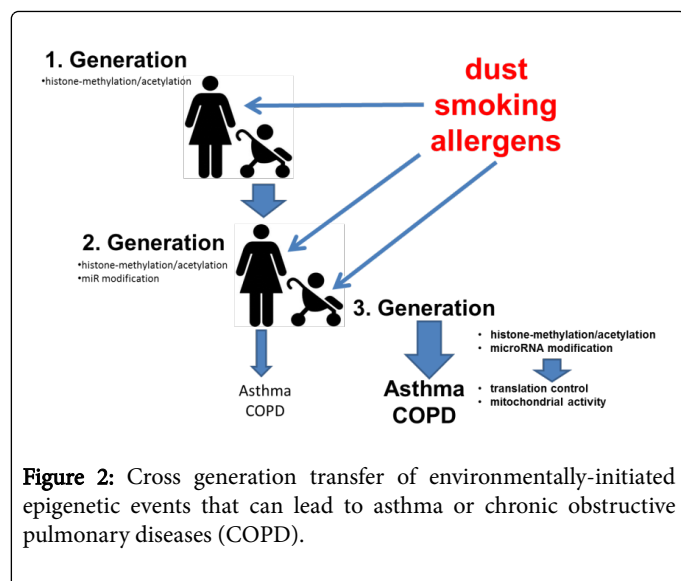 1. Generation
•histone-methylation/acetylation
dust
smoking
allergens
2. Generation
•histone-methylation/acetylation
•miR modification
3. Generation
• histone-methylation/acetylation
• microRNA modification
Asthma
COPD
Asthma
COPD
• translation control
• mitochondrial activity
Figure 2: Cross generation transfer of environmentally-initiated
epigenetic events that can lead to asthma or chronic obstructive
pulmonary diseases (COPD).